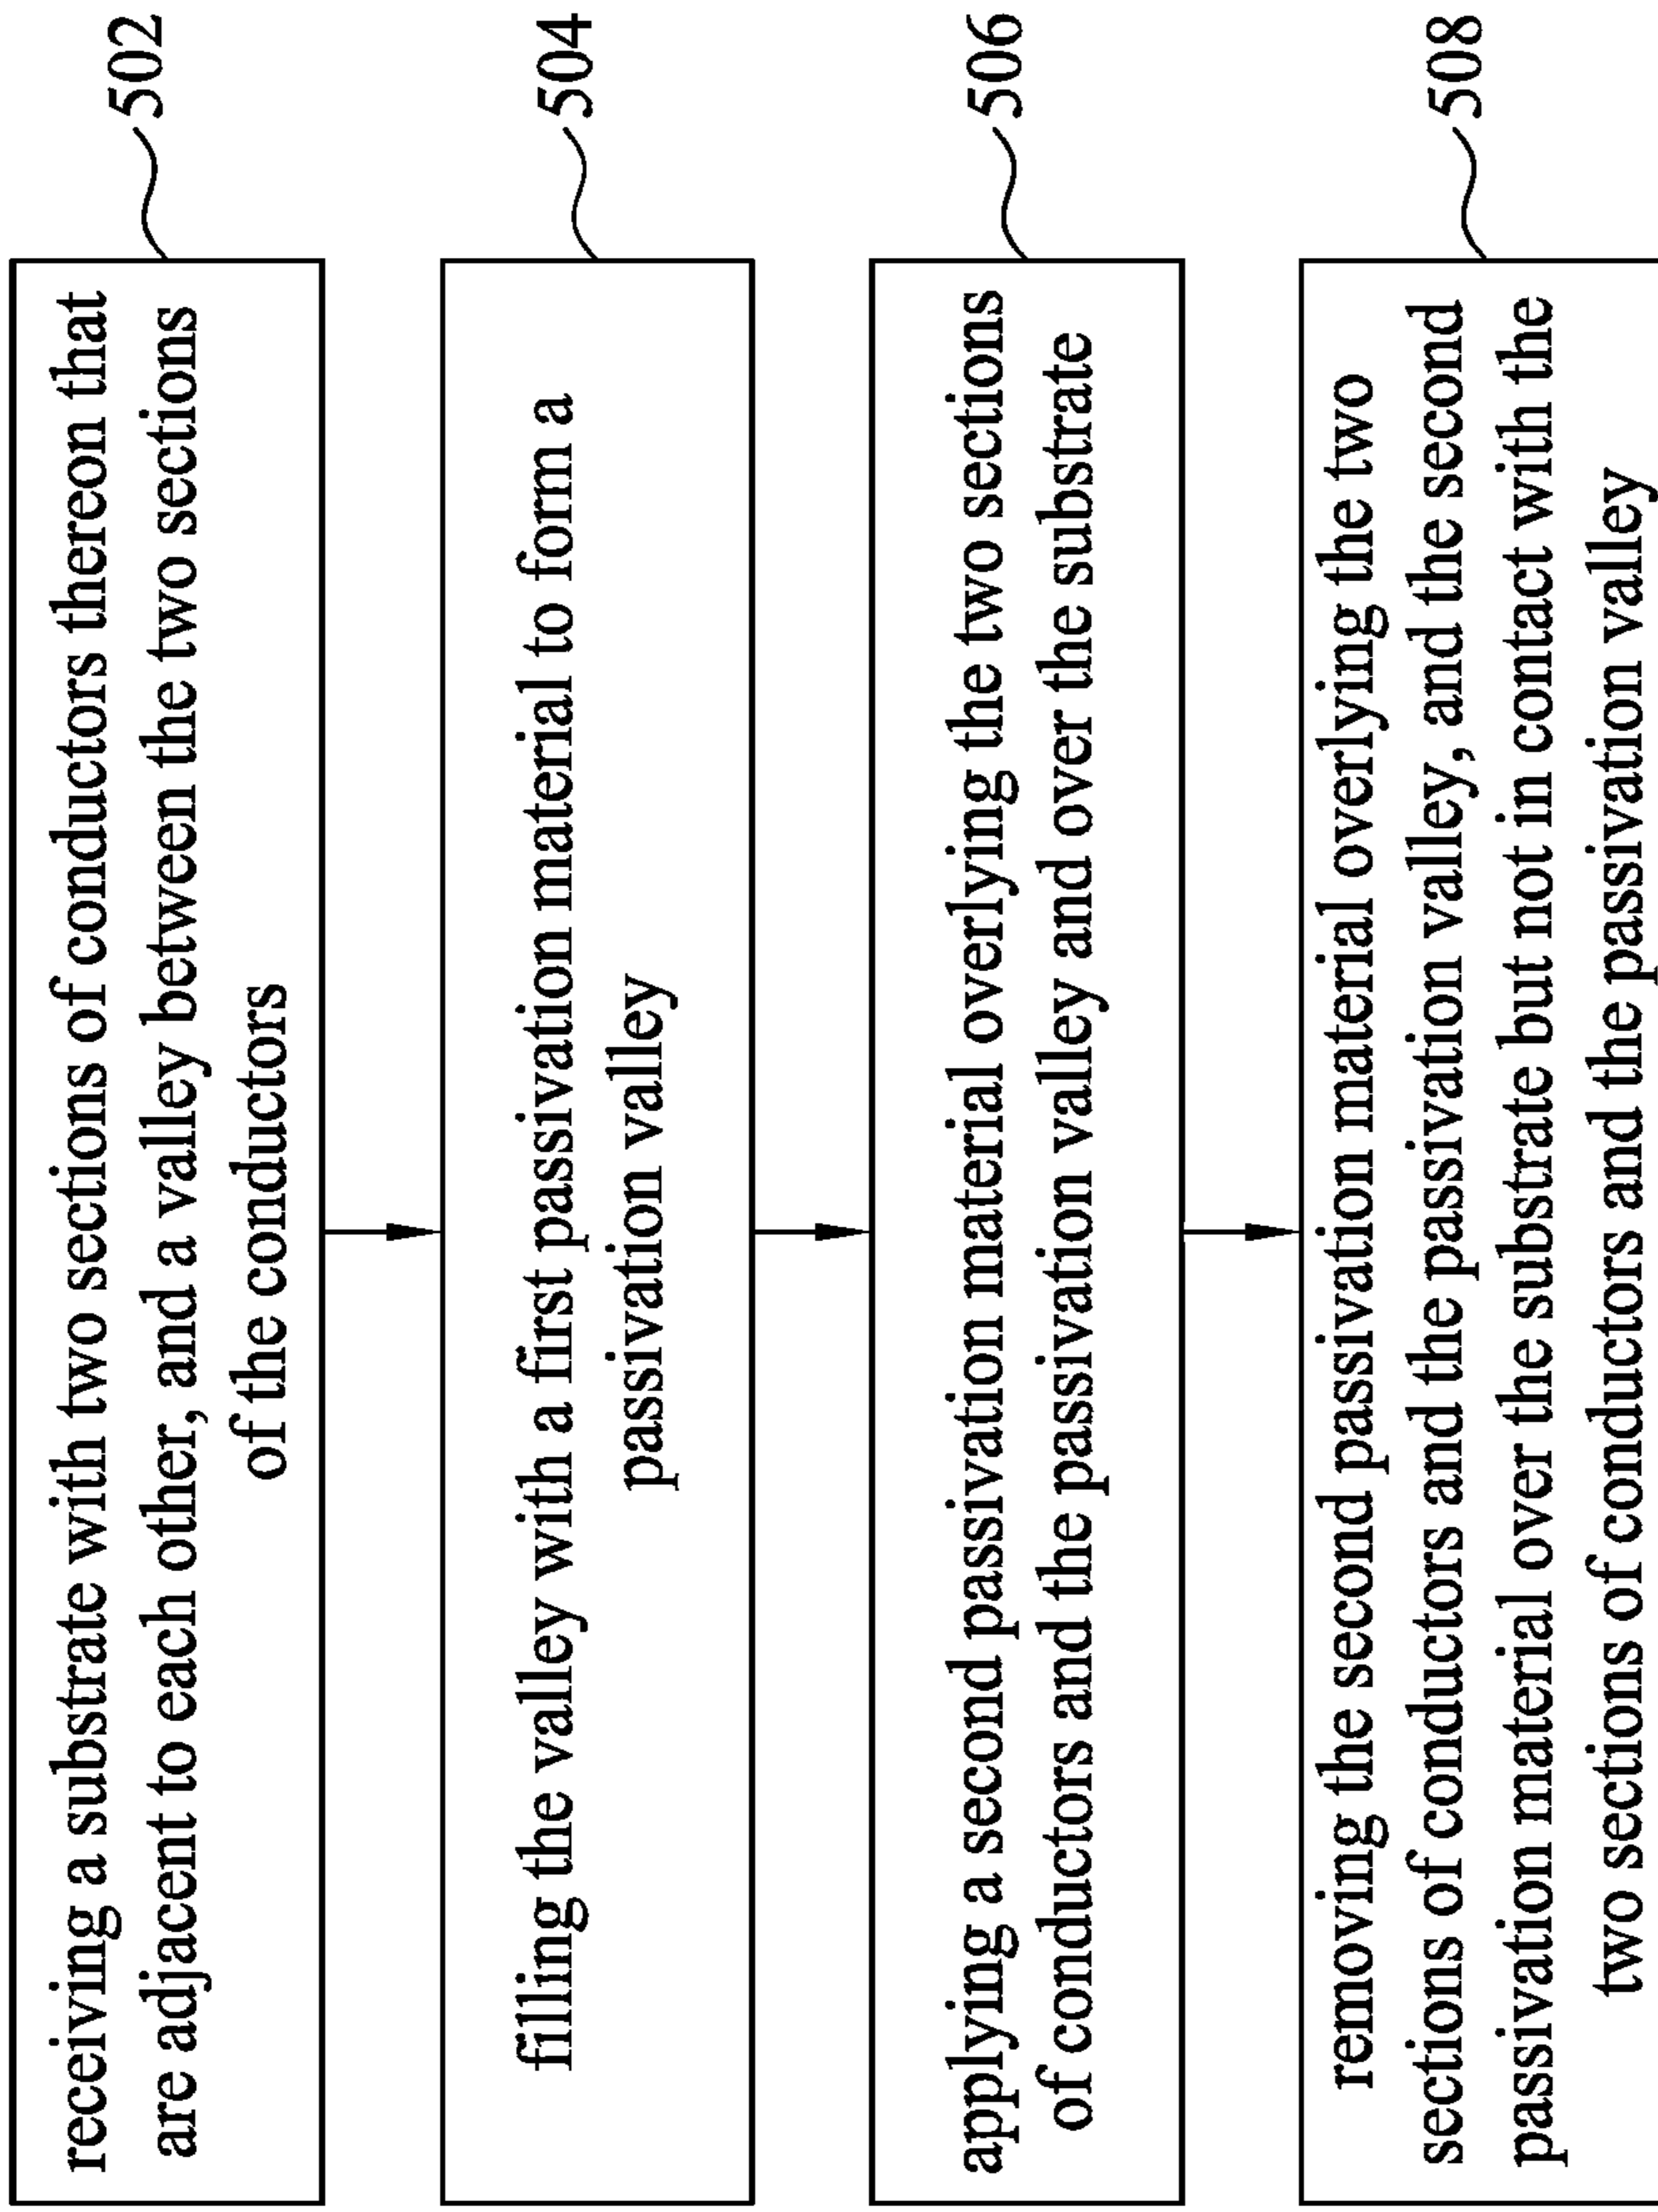 receiving a substrate with two sections of conductors thereon that
are adjacent to each other, and a valley between the two sections
of the conductors
502
filling the valley with a first passivation material to form a
passivation valley
504
applying a second passivation material overlying the two sections
of conductors and the passivation valley and over the substrate
506
removing the second passivation material overlying the two
sections of conductors and the passivation valley, and the second
passivation material over the substrate but not in contact with the
two sections of conductors and the passivation valley
508